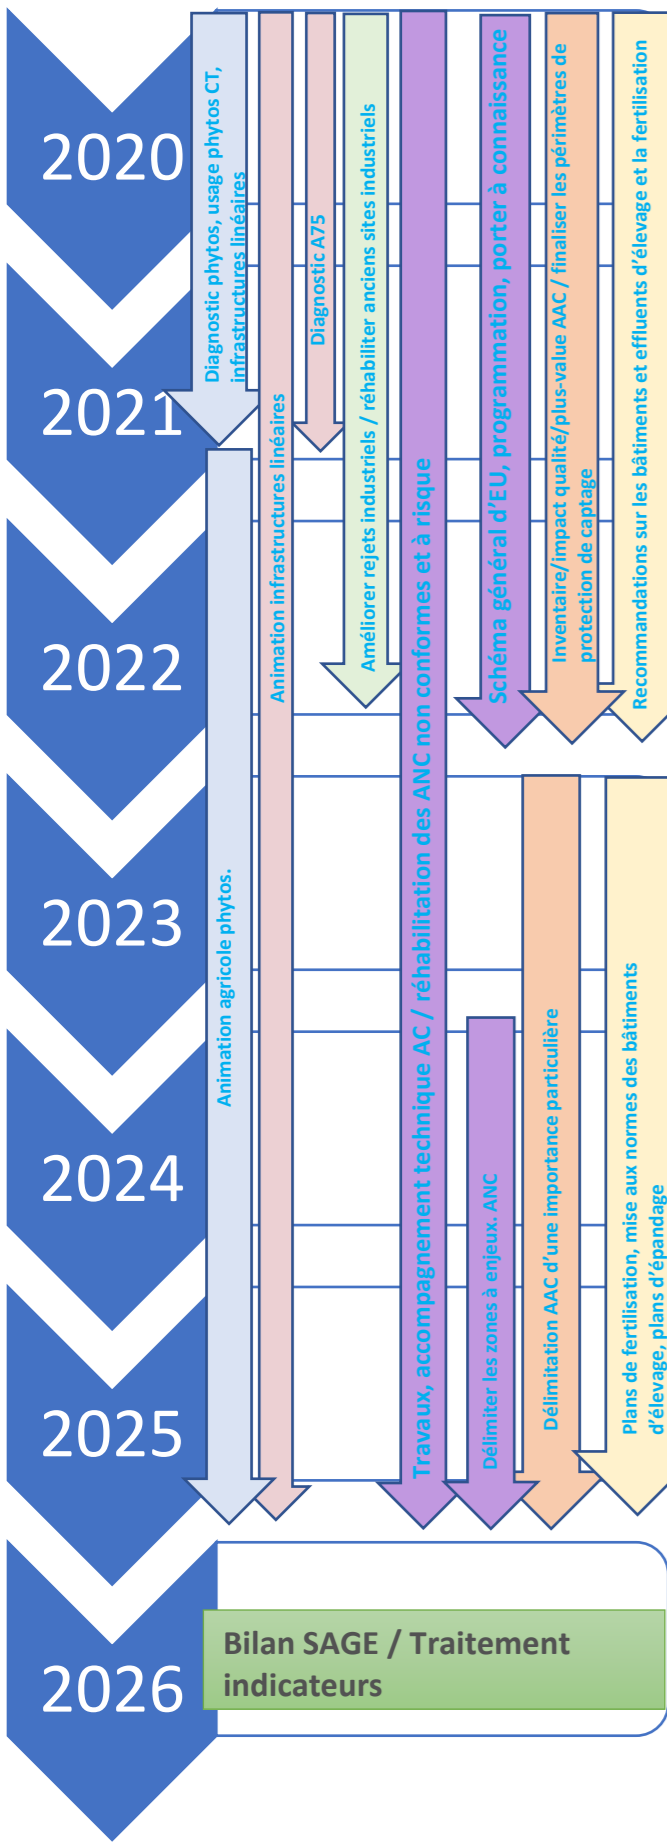 2020
2021
2022
2023
2024
2025
2026
Diagnostic phytos, usage phytos CT,
infrastructures linéaires
Animation agricole phytos.
Animation infrastructures linéaires
Diagnostic A75
Améliorer rejets industriels / réhabiliter anciens sites industriels
Travaux, accompagnement technique AC / réhabilitation des ANC non conformes et à risque
Schéma général d’EU, programmation, porter à connaissance
Délimiter les zones à enjeux. ANC
Inventaire/impact qualité/plus-value AAC / finaliser les périmètres de
protection de captage
Délimitation AAC d’une importance particulière
Recommandations sur les bâtiments et effluents d’élevage et la fertilisation
Plans de fertilisation, mise aux normes des bâtiments
d’élevage, plans d’épandage
Bilan SAGE / Traitement
indicateurs